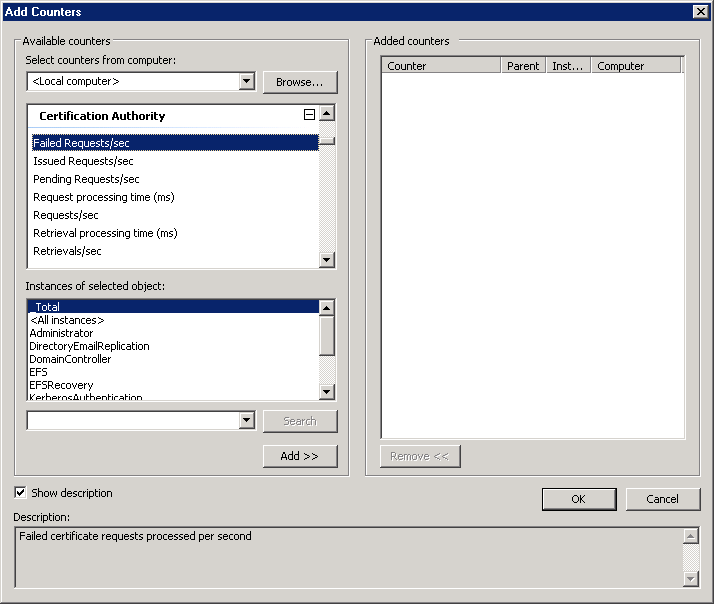 Add Counters
Available counters
Select counters from computer:
<Local computer>
Browse...
Certification Authority
Failed Requests/sec
Issued Requests/sec
Pending Requests/sec
Request processing time (ms)
Requests/sec
Retrieval processing time (ms)
Retrievals/sec
Instances of selected object:
_Total
<All instances>
Administrator
DirectoryEmailReplication
DomainController
EFS
EFSRecovery
KerberosAuthentication
Search
Add >>
Added counters
Counter Parent Inst... Computer
Remove <<
Show description
OK
Cancel
Description:
Failed certificate requests processed per second